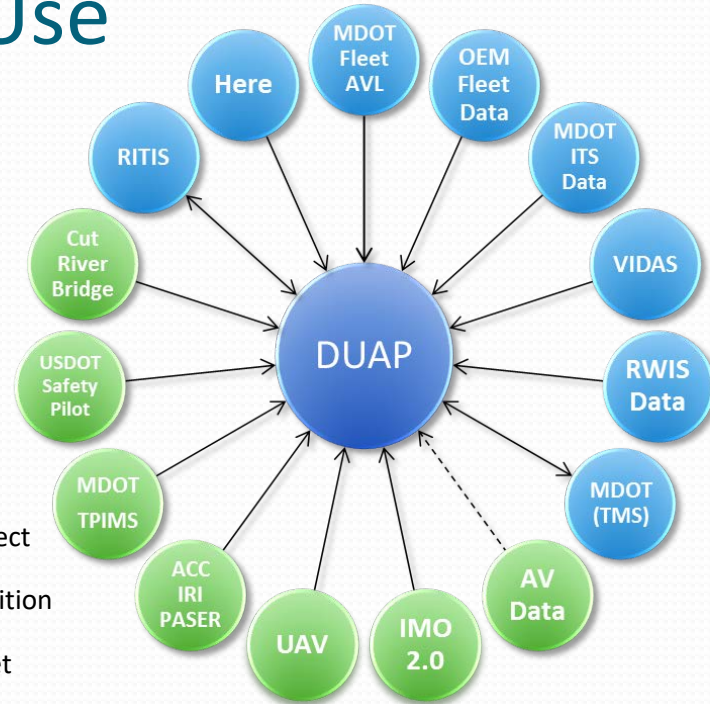 Use
MDOT
Fleet
AVL
OEM
Fleet
Data
Here
MDOT
ITS
Data
RITIS
Cut
River
Bridge
VIDAS
DUAP
USDOT
Safety
Pilot
RWIS
Data
MDOT
TPIMS
MDOT
(TMS)
ect
ACC
IRI
PASER
AV
Data
ition
UAV
IMO
2.0
et